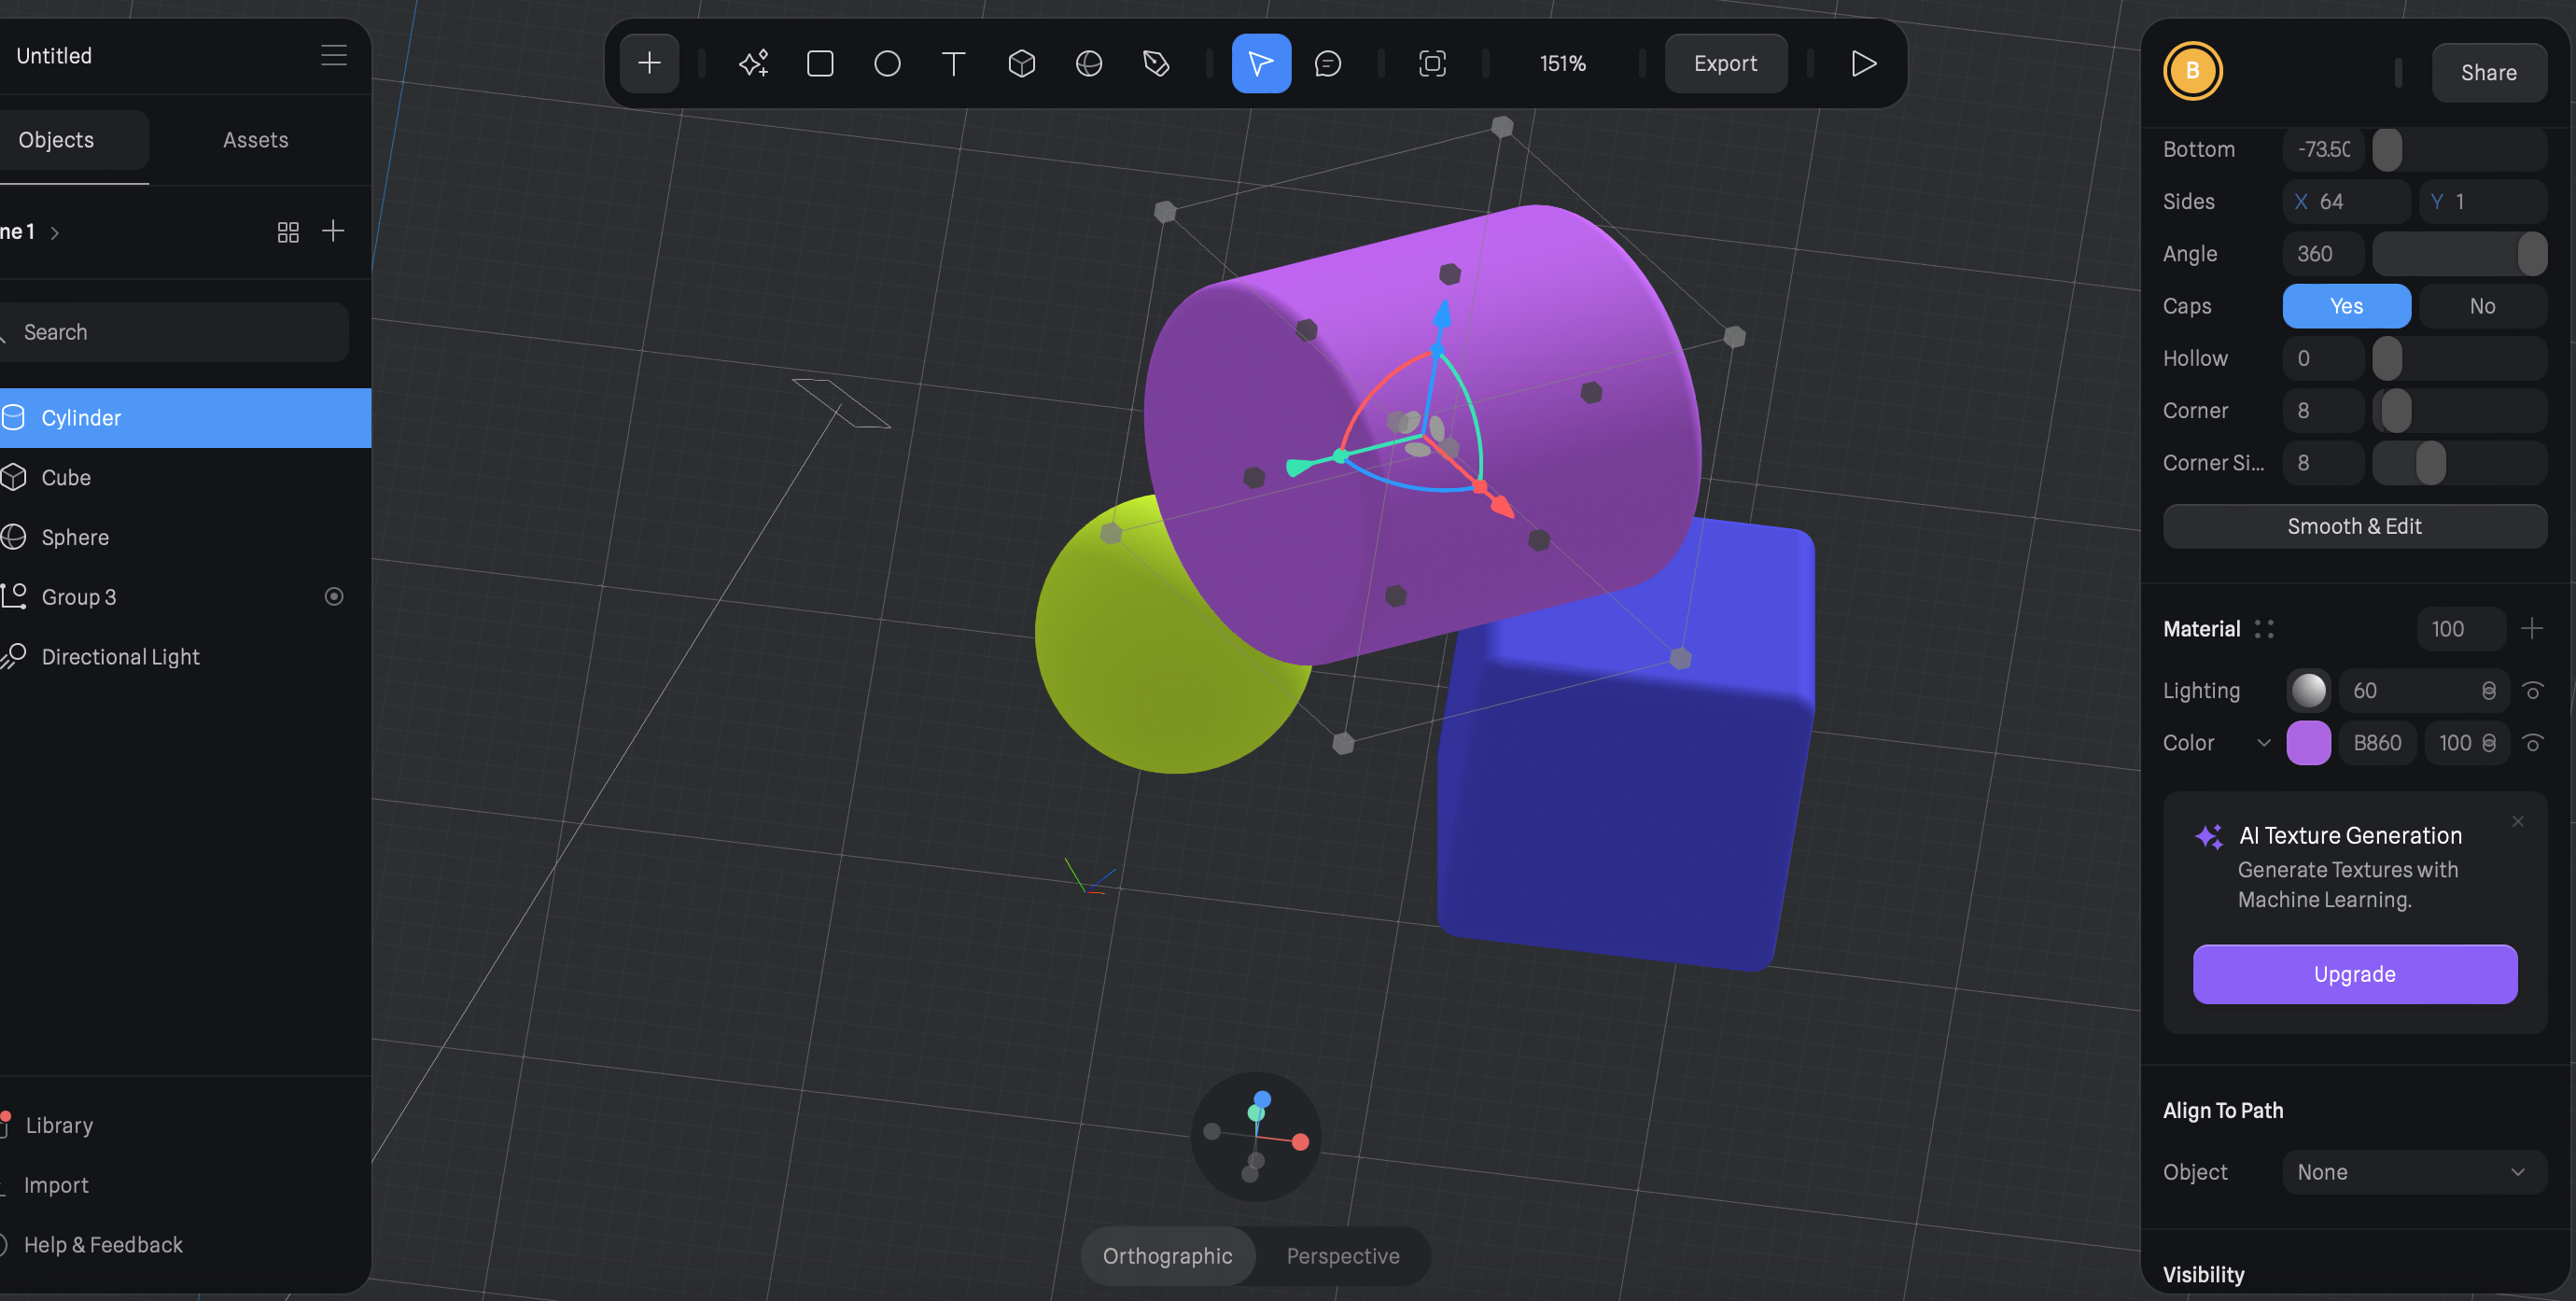 Untitled
Objects
Assets
ne 1
Search
Cylinder
Cube
Sphere
Group 3
Directional Light
Library
Import
Help & Feedback
151%
Export
Orthographic
Perspective
B
Share
Bottom -73.50
Sides X 64 Y 1
Angle 360
Caps Yes No
Hollow 0
Corner 8
Corner Si... 8
Smooth & Edit
Material 100
Lighting 60
Color B860 100
AI Texture Generation
Generate Textures with
Machine Learning.
Upgrade
Align To Path
Object None
Visibility